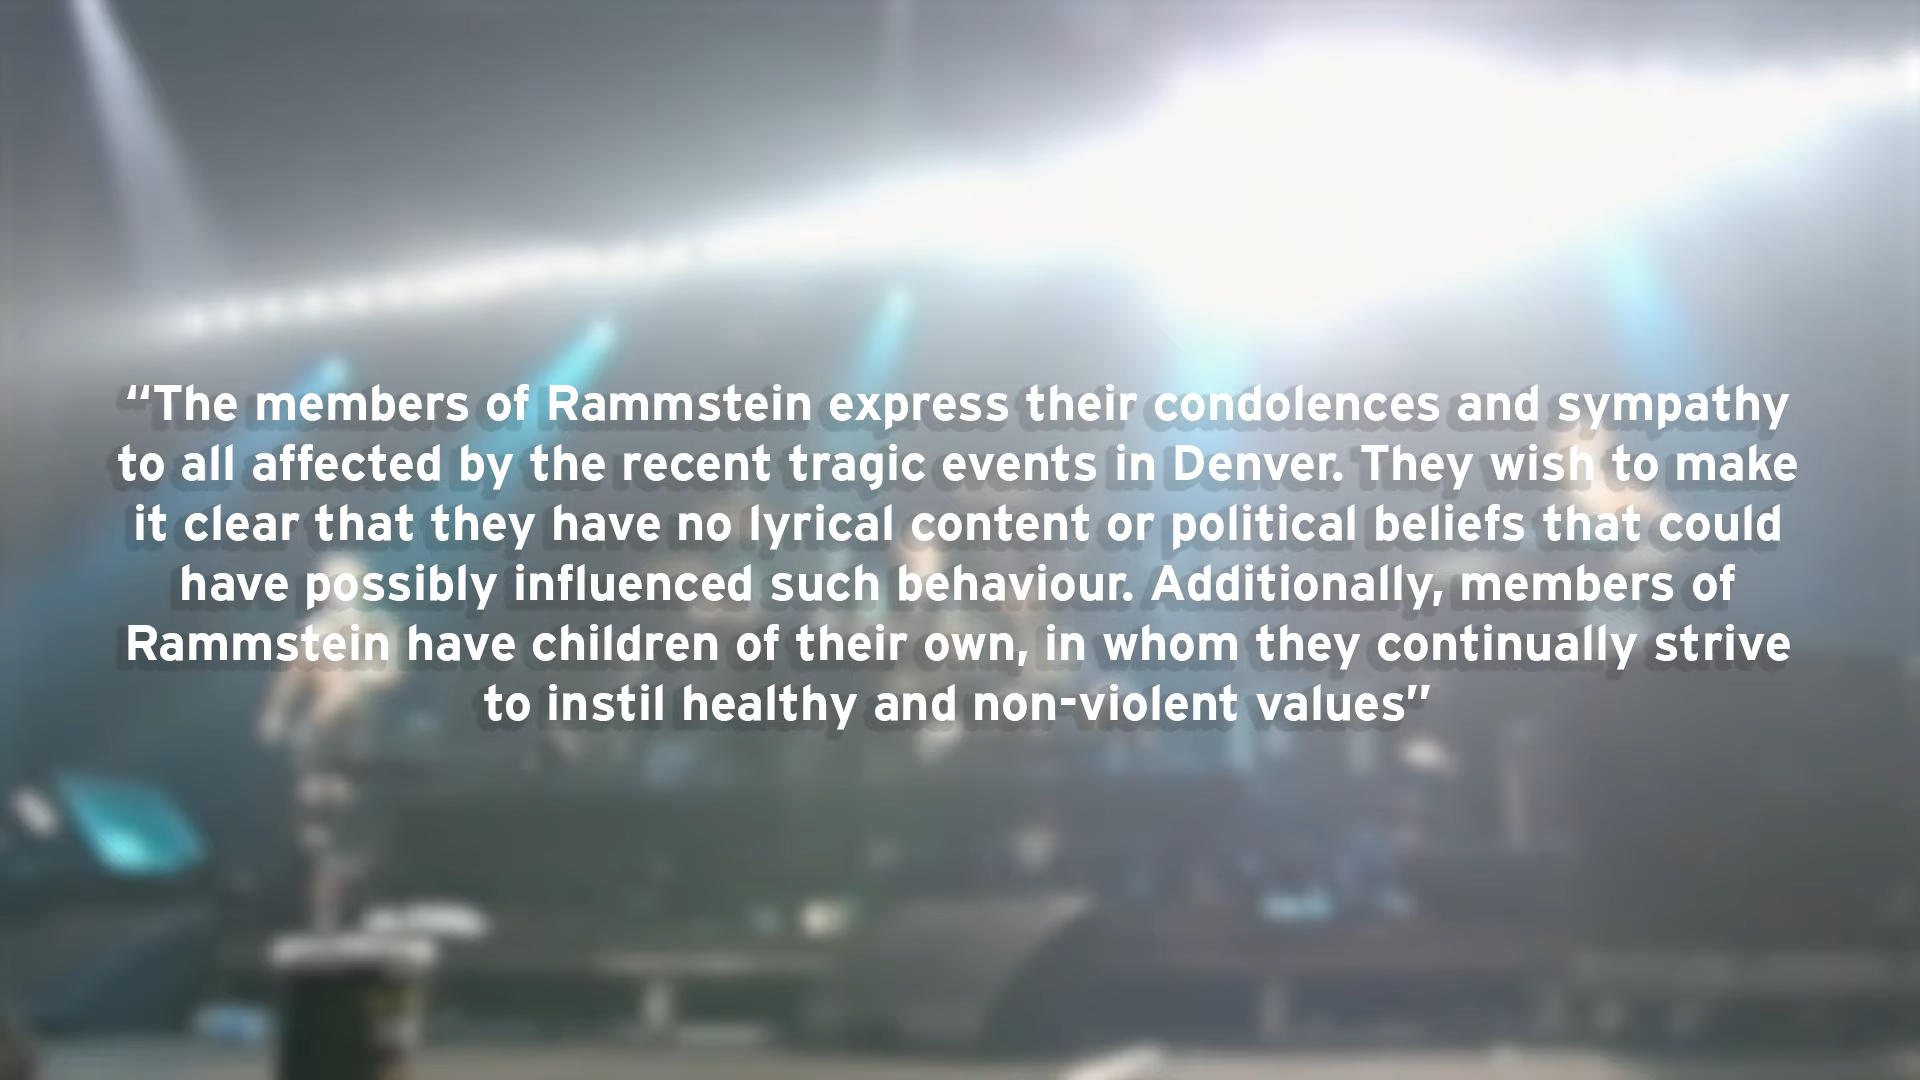 “The members of Rammstein express their condolences and sympathy
to all affected by the recent tragic events in Denver. They wish to make
it clear that they have no lyrical content or political beliefs that could
have possibly influenced such behaviour. Additionally, members of
Rammstein have children of their own, in whom they continually strive
to instil healthy and non-violent values”